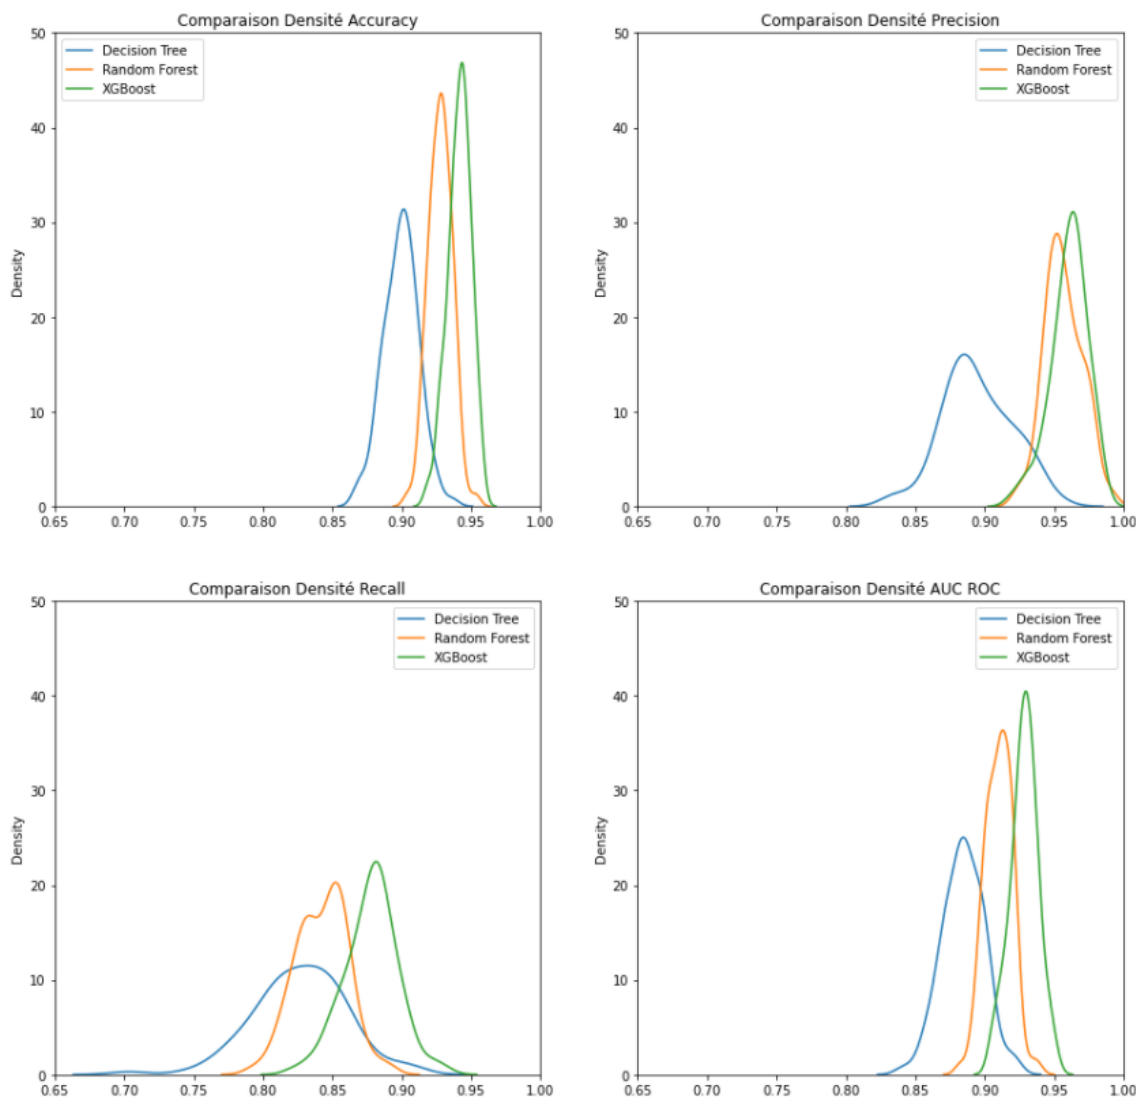 Comparaison Densité Accuracy
Decision Tree
Random Forest
XGBoost
Density
50
40
30
20
10
0
0.65 0.70 0.75 0.80 0.85 0.90 0.95 1.00
Comparaison Densité Precision
Decision Tree
Random Forest
XGBoost
Density
50
40
30
20
10
0
0.65 0.70 0.75 0.80 0.85 0.90 0.95 1.00
Comparaison Densité Recall
Decision Tree
Random Forest
XGBoost
Density
50
40
30
20
10
0
0.65 0.70 0.75 0.80 0.85 0.90 0.95 1.00
Comparaison Densité AUC ROC
Decision Tree
Random Forest
XGBoost
Density
50
40
30
20
10
0
0.65 0.70 0.75 0.80 0.85 0.90 0.95 1.00